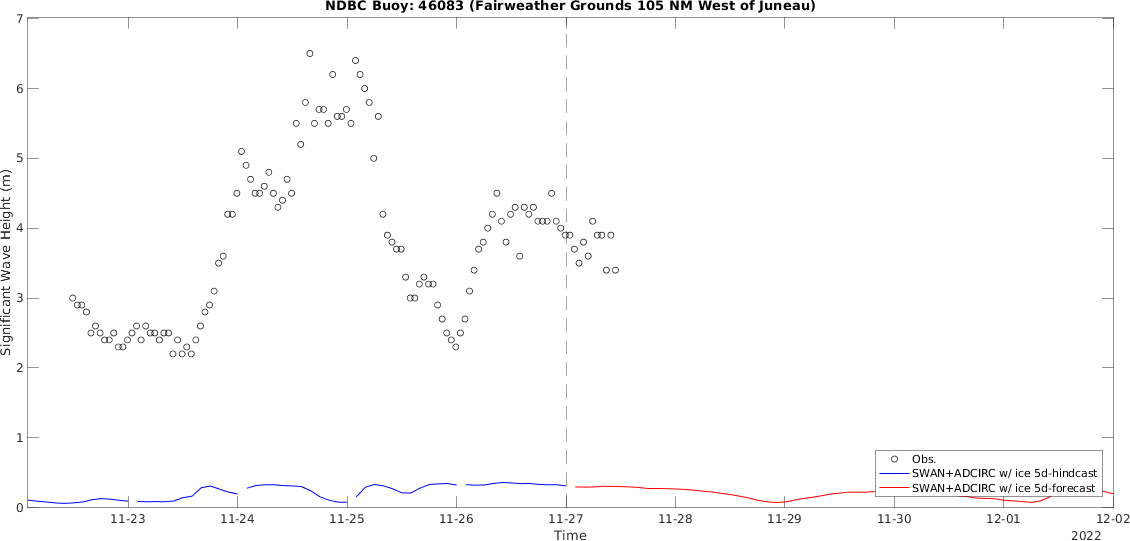 NDBC Buoy: 46083 (Fairweather Grounds 105 NM West of Juneau)
7
6
5
4
3
2
1
0
Significant Wave Height (m)
Obs.
SWAN+ADCIRC w/ ice 5d-hindcast
SWAN+ADCIRC w/ ice 5d-forecast
11-23 11-24 11-25 11-26 11-27 11-28 11-29 11-30 12-01 12-02
Time
2022